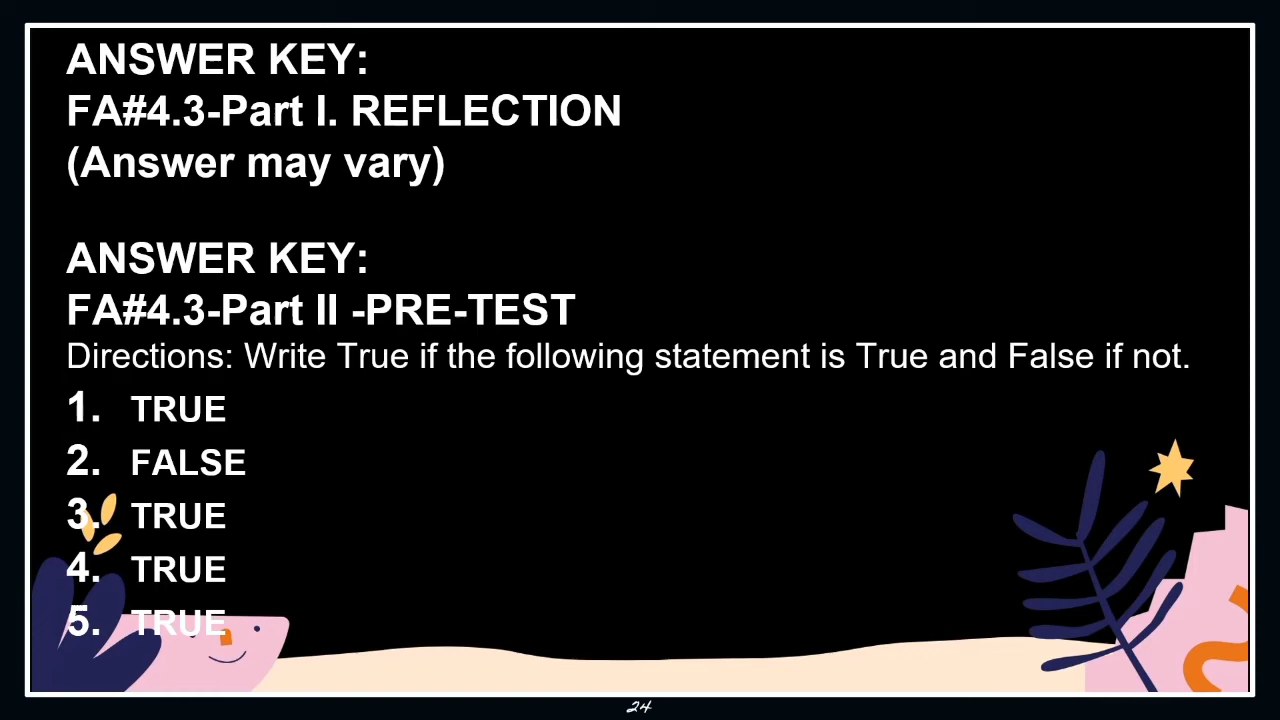 ANSWER KEY:
FA#4.3-Part I. REFLECTION
(Answer may vary)
ANSWER KEY:
FA#4.3-Part II -PRE-TEST
Directions: Write True if the following statement is True and False if not.
1. TRUE
2. FALSE
3. TRUE
4. TRUE
5. TRUE
24